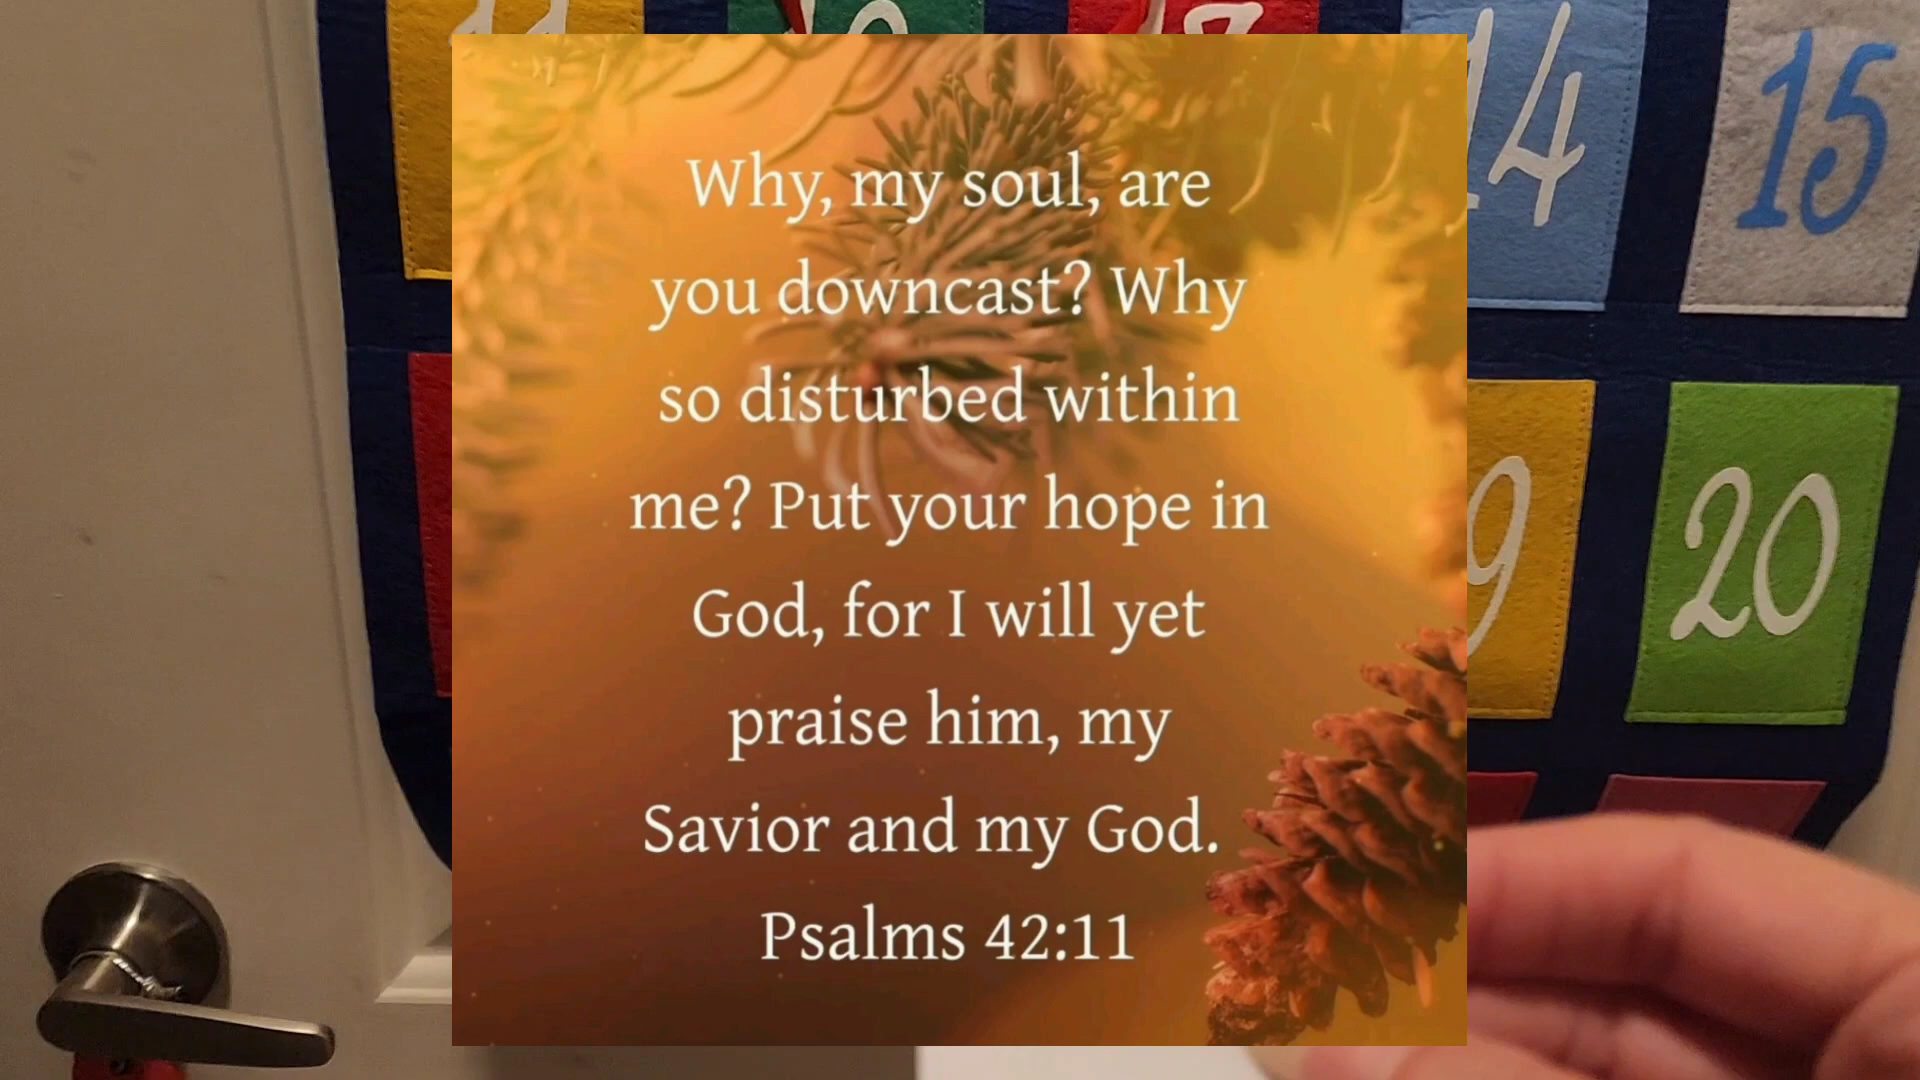 14
15
Why, my soul, are
you downcast? Why
so disturbed within
me? Put your hope in
God, for I will yet
praise him, my
Savior and my God.
Psalms 42:11
9
20